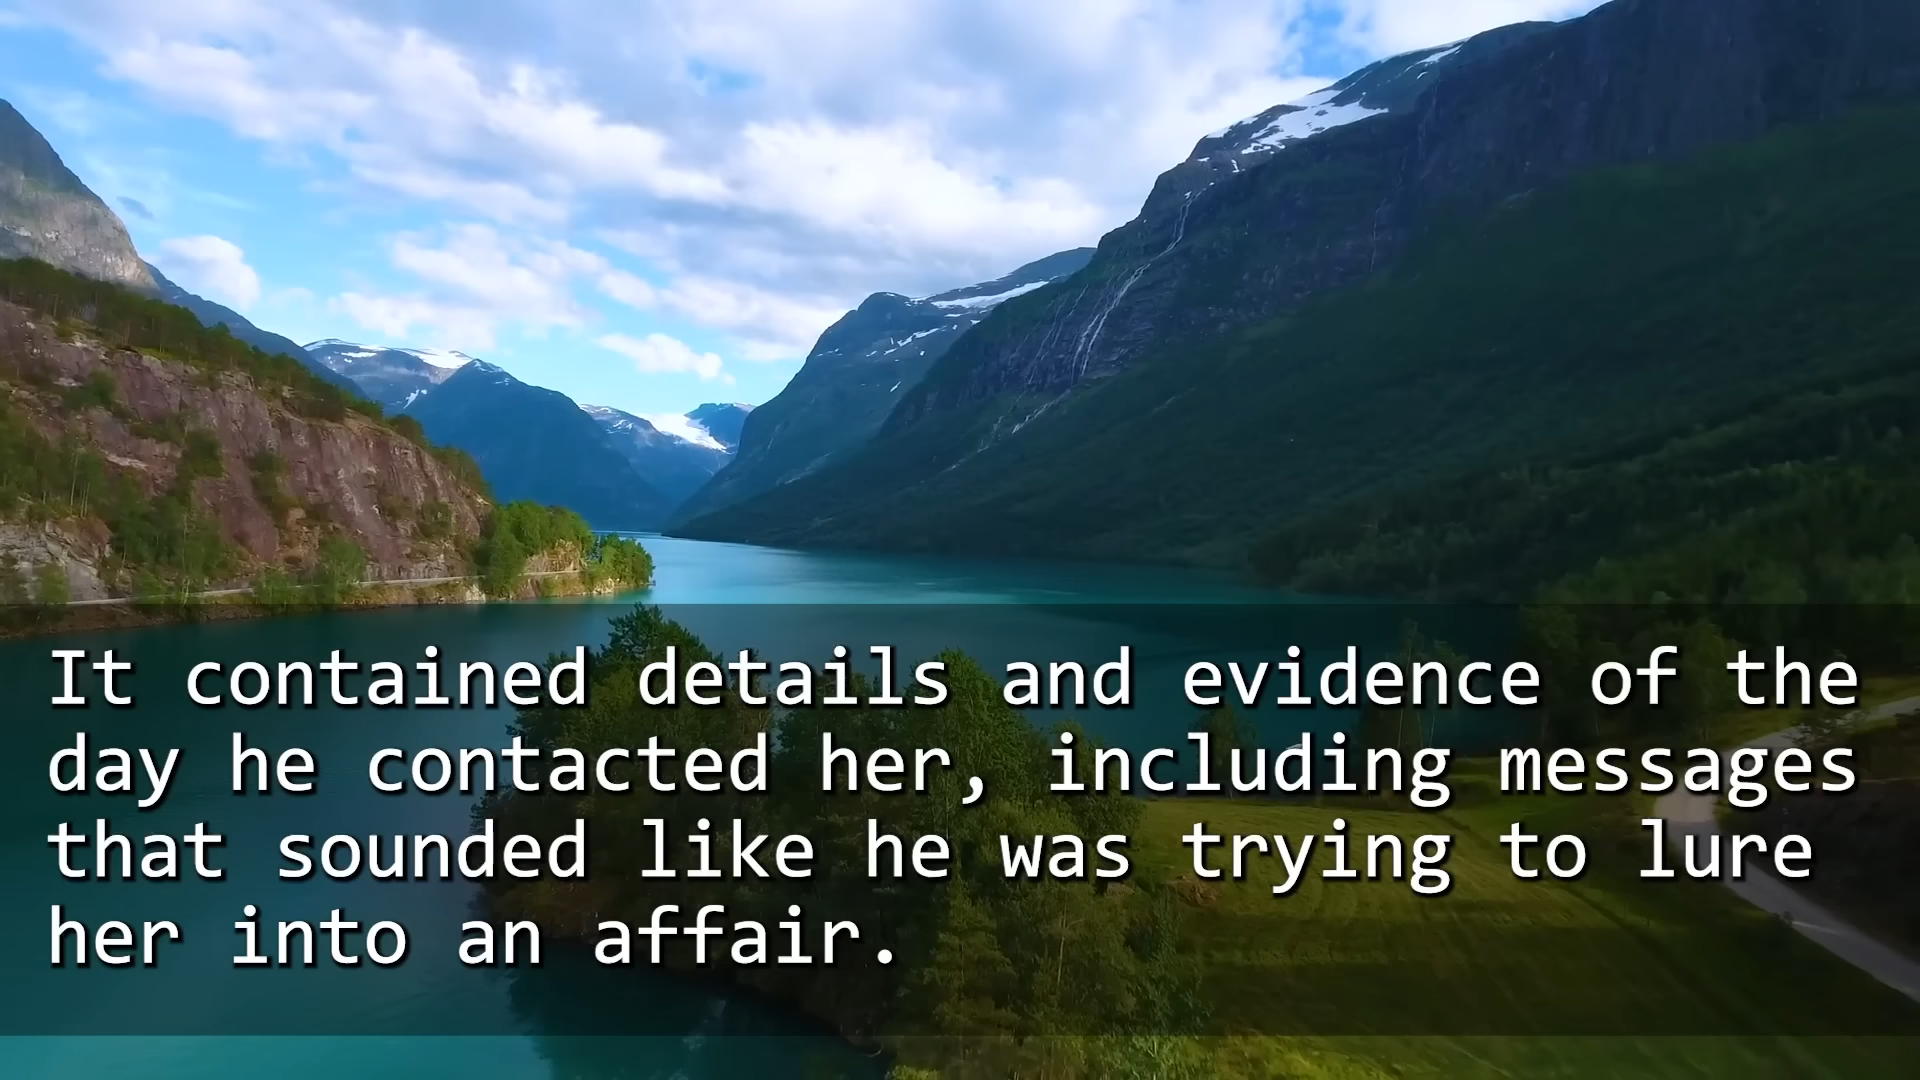 It contained details and evidence of the
day he contacted her, including messages
that sounded like he was trying to lure
her into an affair.